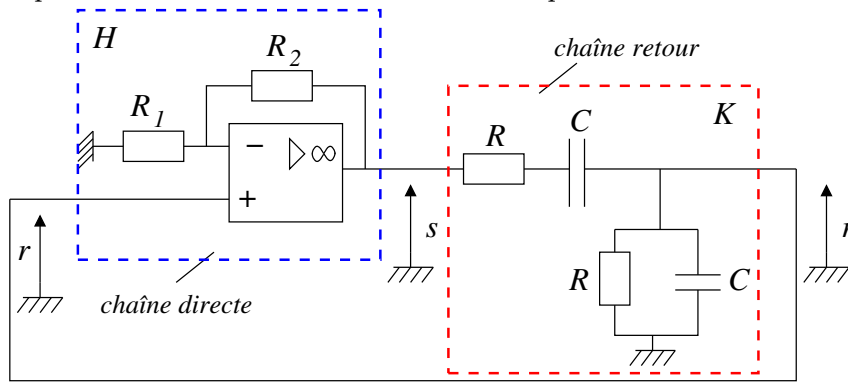 H
R2
chaîne retour
R1
R
C
K
− ▷ ∞
+
r
s
R
C
chaîne directe